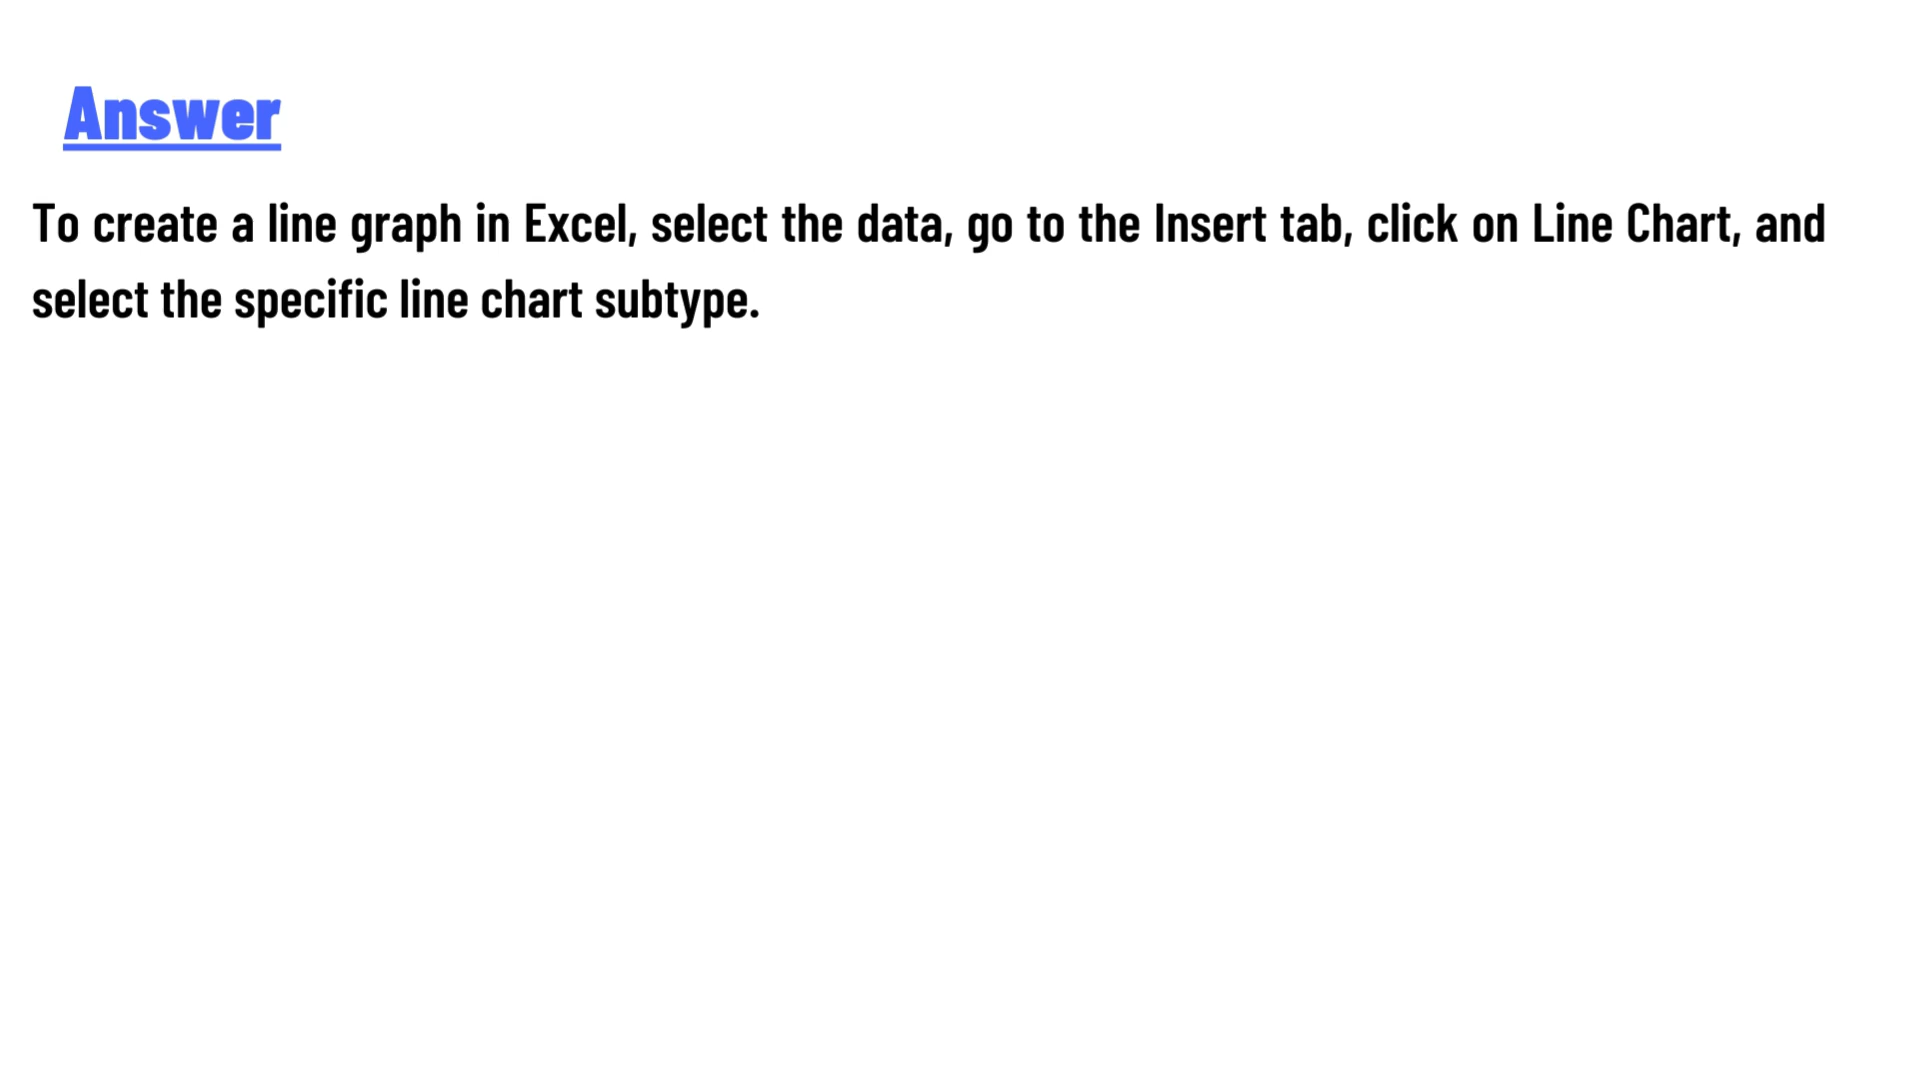 Answer
To create a line graph in Excel, select the data, go to the Insert tab, click on Line Chart, and
select the specific line chart subtype.